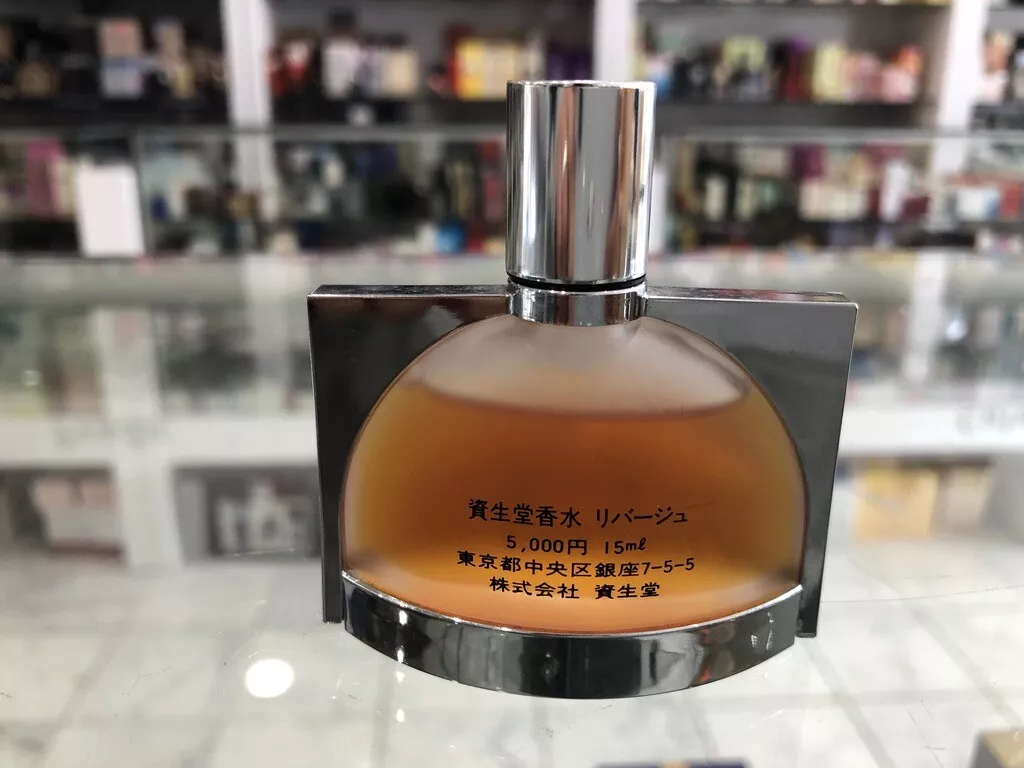 資生堂香水 リバージュ
5,000円 15mℓ
東京都中央区銀座7-5-5
株式会社 資生堂